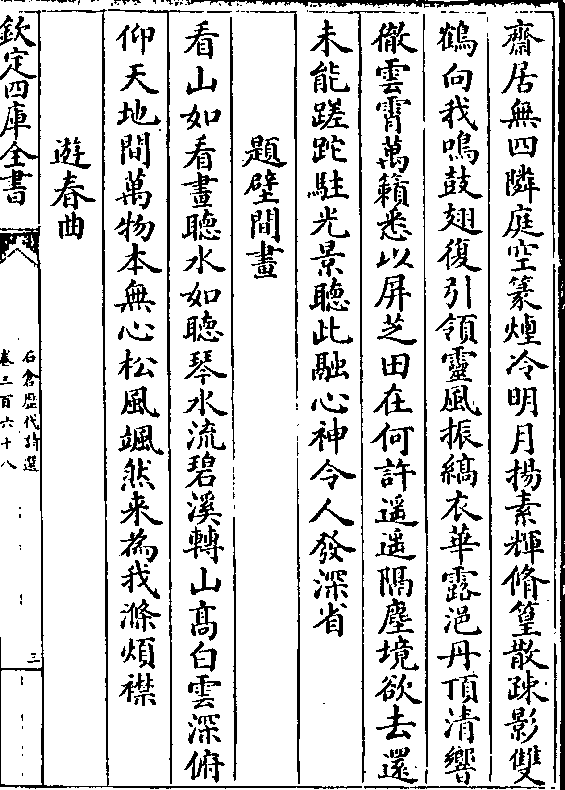 齋居無四隣庭空篆煙冷明月揚素輝脩篁散疎影雙
鶴向我鳴鼓翅復引領靈風振縞衣華露浥丹頂清響
徹雲霄萬籟悉以屏芝田在何許遥遥隔塵境欲去還
未能蹉跎駐光景聽此融心神令人發深省
題壁間畫
看山如看畫聽水如聽琴水流碧溪轉山髙白雲深俯
仰天地間萬物本無心松風颯然来為我滌煩襟
遊春曲
欽定四庫全書
石倉歴代詩選
卷三百六十八
三